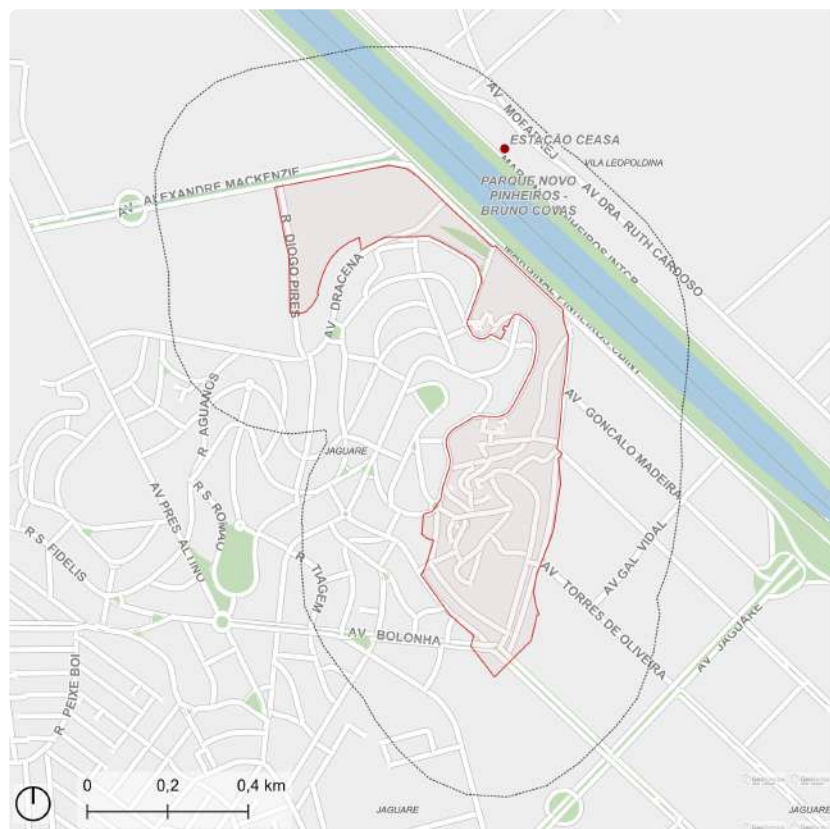 AV MOFARREJ
ESTAÇÃO CEASA
VILA LEOPOLDINA
PARQUE NOVO
PINHEIROS -
BRUNO COVAS
AV DRA RUTH CARDOSO
AV ALEXANDRE MACKENZIE
R DIOGO PIRES
AV DRACENA
R AGUANOS
AV GONCALO MADEIRA
JAGUARE
R S ROMAO
AV PRES ALTINO
R S FIDELIS
R TIAGEM
AV GAL VIDAL
AV TORRES DE OLIVEIRA
AV BOLONHA
AV JAGUARE
R PEIXE BOI
0 0,2 0,4 km
JAGUARE
JAGUARE